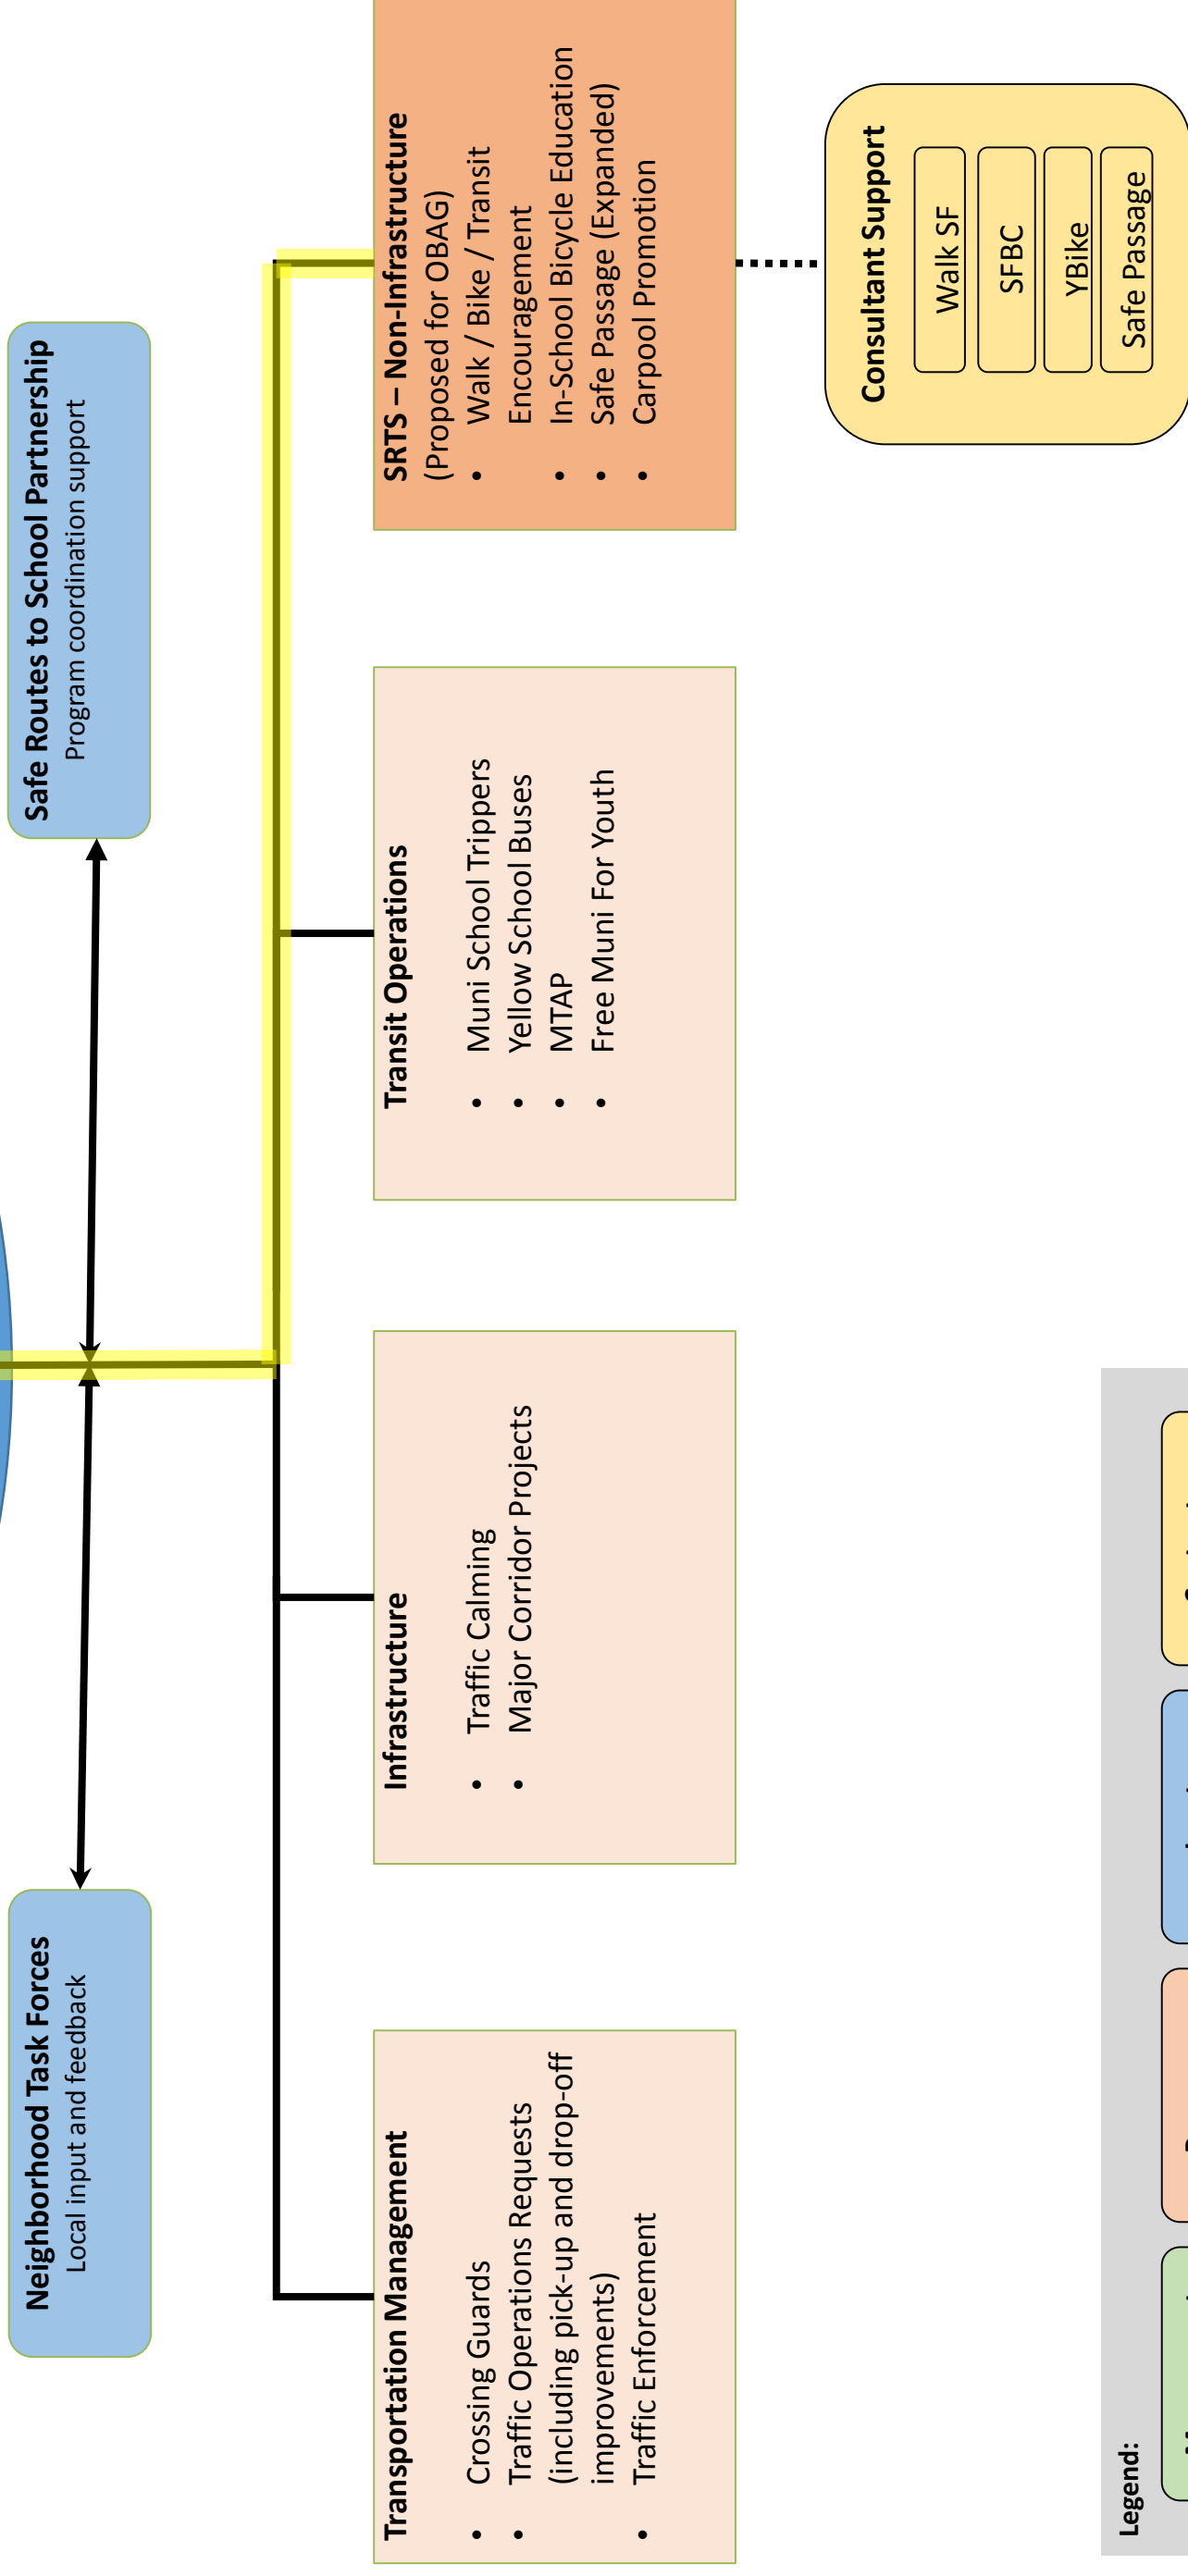 Neighborhood Task Forces
Local input and feedback
Safe Routes to School Partnership
Program coordination support
Transportation Management
• Crossing Guards
• Traffic Operations Requests
(including pick-up and drop-off
improvements)
• Traffic Enforcement
Infrastructure
• Traffic Calming
• Major Corridor Projects
Transit Operations
• Muni School Trippers
• Yellow School Buses
• MTAP
• Free Muni For Youth
SRTS – Non-Infrastructure
(Proposed for OBAG)
• Walk / Bike / Transit
Encouragement
• In-School Bicycle Education
• Safe Passage (Expanded)
• Carpool Promotion
Consultant Support
Walk SF
SFBC
YBike
Safe Passage
Legend: